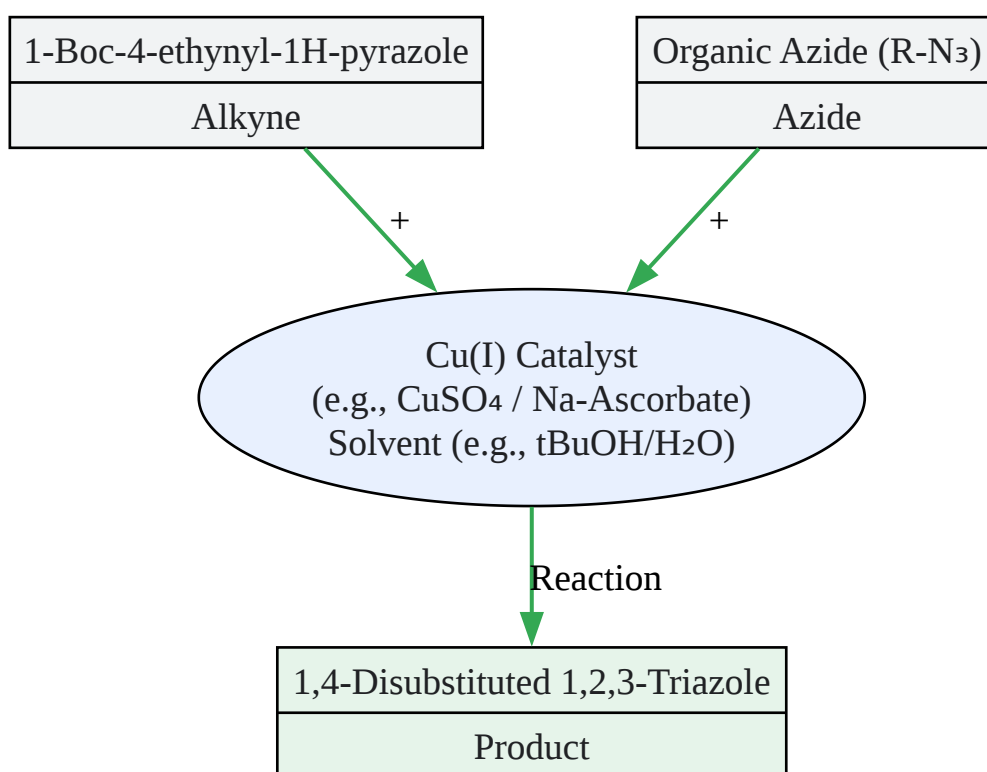 1-Boc-4-ethynyl-1H-pyrazole
Alkyne
Organic Azide (R-N₃)
Azide
+
+
Cu(I) Catalyst
(e.g., CuSO₄ / Na-Ascorbate)
Solvent (e.g., tBuOH/H₂O)
Reaction
1,4-Disubstituted 1,2,3-Triazole
Product